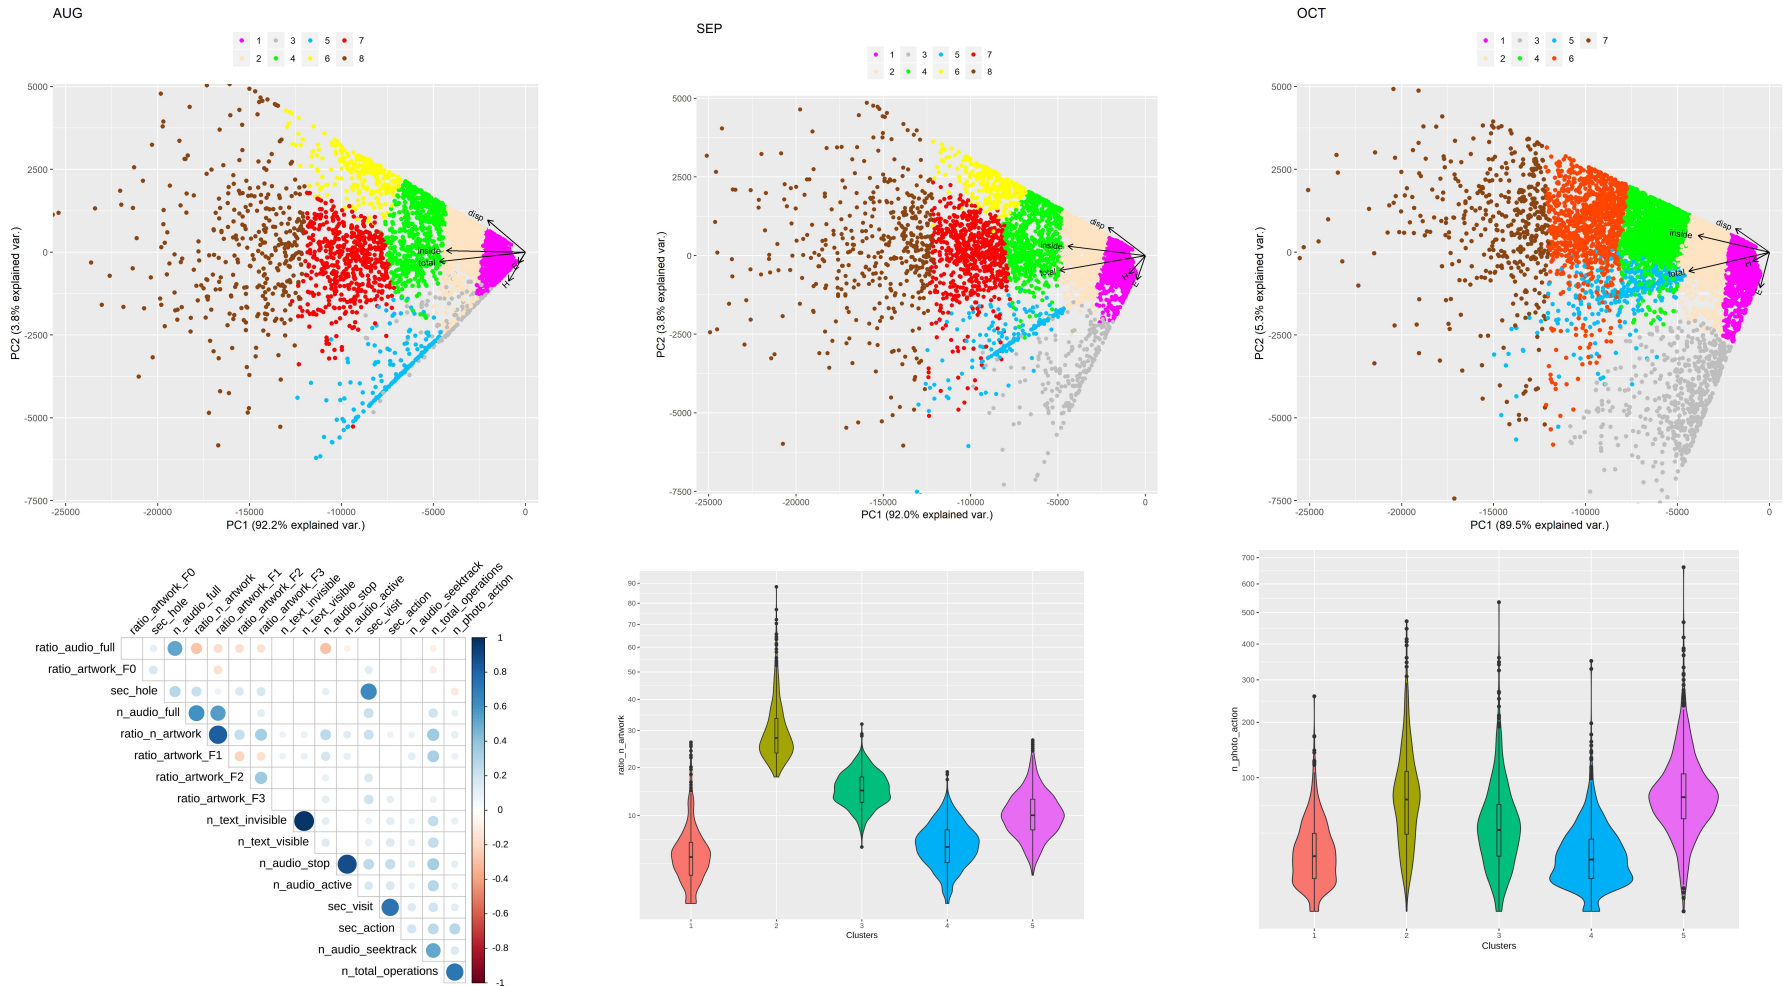 AUG
1 3 5 7
2 4 6 8
5000
2500
0
-2500
-5000
-7500
-25000 -20000 -15000 -10000 -5000 0
PC1 (92.2% explained var.)
PC2 (3.8% explained var.)
disp
inside
total
H
SEP
1 3 5 7
2 4 6 8
5000
2500
0
-2500
-5000
-7500
-25000 -20000 -15000 -10000 -5000 0
PC1 (92.0% explained var.)
PC2 (3.8% explained var.)
disp
inside
total
H
E
OCT
1 3 5 7
2 4 6
5000
2500
0
-2500
-5000
-7500
-25000 -20000 -15000 -10000 -5000 0
PC1 (89.5% explained var.)
PC2 (5.3% explained var.)
disp
inside
total
H
E
ratio_artwork_F0
sec_hole
n_audio_full
ratio_n_artwork
ratio_artwork_F1
ratio_artwork_F2
ratio_artwork_F3
n_text_invisible
n_text_visible
n_audio_stop
n_audio_active
sec_visit
sec_action
n_audio_seektrack
n_total_operations
n_photo_action
ratio_audio_full
ratio_artwork_F0
sec_hole
n_audio_full
ratio_n_artwork
ratio_artwork_F1
ratio_artwork_F2
ratio_artwork_F3
n_text_invisible
n_text_visible
n_audio_stop
n_audio_active
sec_visit
sec_action
n_audio_seektrack
n_total_operations
1
0.8
0.6
0.4
0.2
0
-0.2
-0.4
-0.6
-0.8
-1
90
80
70
60
50
40
30
20
10
ratio_n_artwork
1 2 3 4 5
Clusters
700
600
500
400
300
200
100
n_photo_action
1 2 3 4 5
Clusters